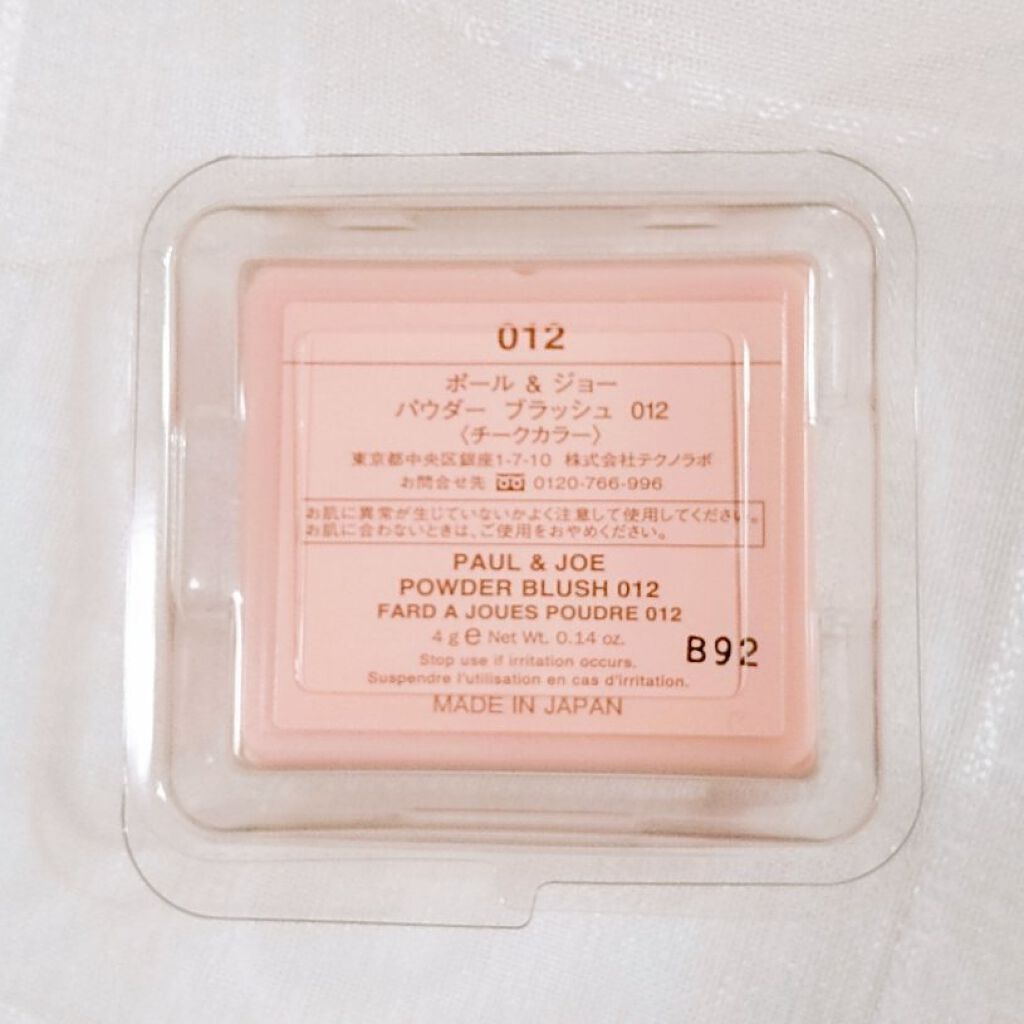 012
ポール & ジョー
パウダー ブラッシュ 012
〈チークカラー〉
東京都中央区銀座1-7-10 株式会社テクノラボ
お問合せ先 0120-766-996
お肌に異常が生じていないかよく注意して使用してください。
お肌に合わないときは、ご使用をおやめください。
PAUL & JOE
POWDER BLUSH 012
FARD A JOUES POUDRE 012
4 g ℮ Net Wt. 0.14 oz.
B92
Stop use if irritation occurs.
Suspendre l'utilisation en cas d'irritation.
MADE IN JAPAN